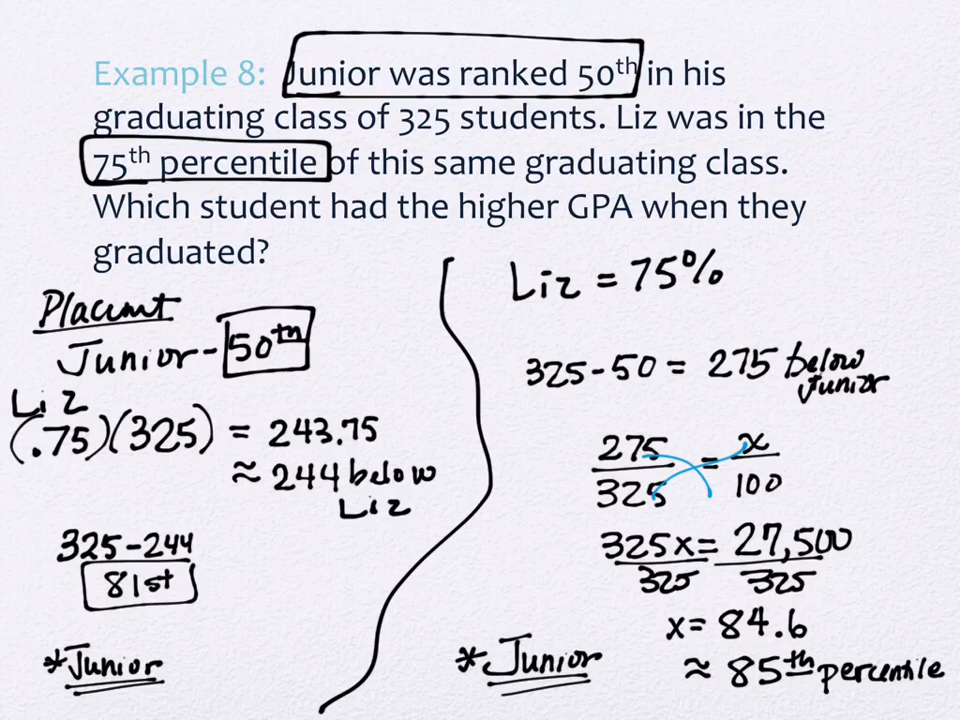 Example 8: Junior was ranked 50th in his
graduating class of 325 students. Liz was in the
75th percentile of this same graduating class.
Which student had the higher GPA when they
graduated?
Placemt
Junior - 50th
Liz
(.75)(325) = 243.75
≈ 244 below
Liz
325-244
81st
*Junior
Liz = 75%
325-50 = 275 below
Junior
275/325 = x/100
325x/325 = 27,500/325
x = 84.6
≈ 85th percentile
*Junior